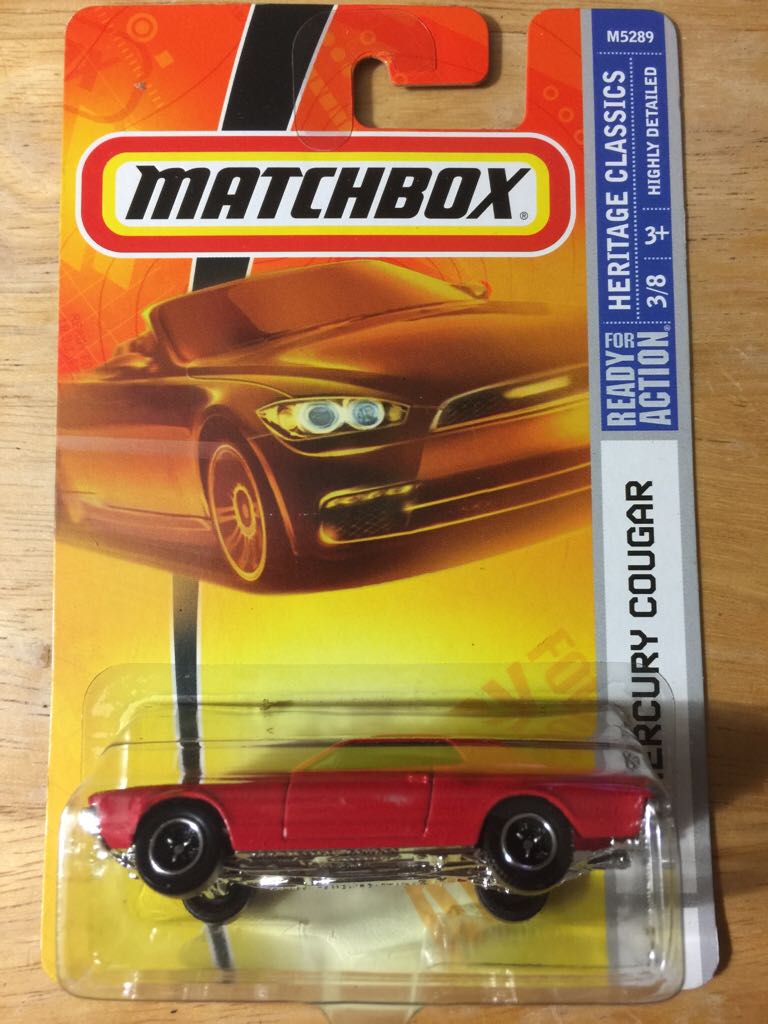 M5289
MATCHBOX®
HERITAGE CLASSICS
HIGHLY DETAILED
3/8
3+
READY FOR ACTION®
ERCURY COUGAR